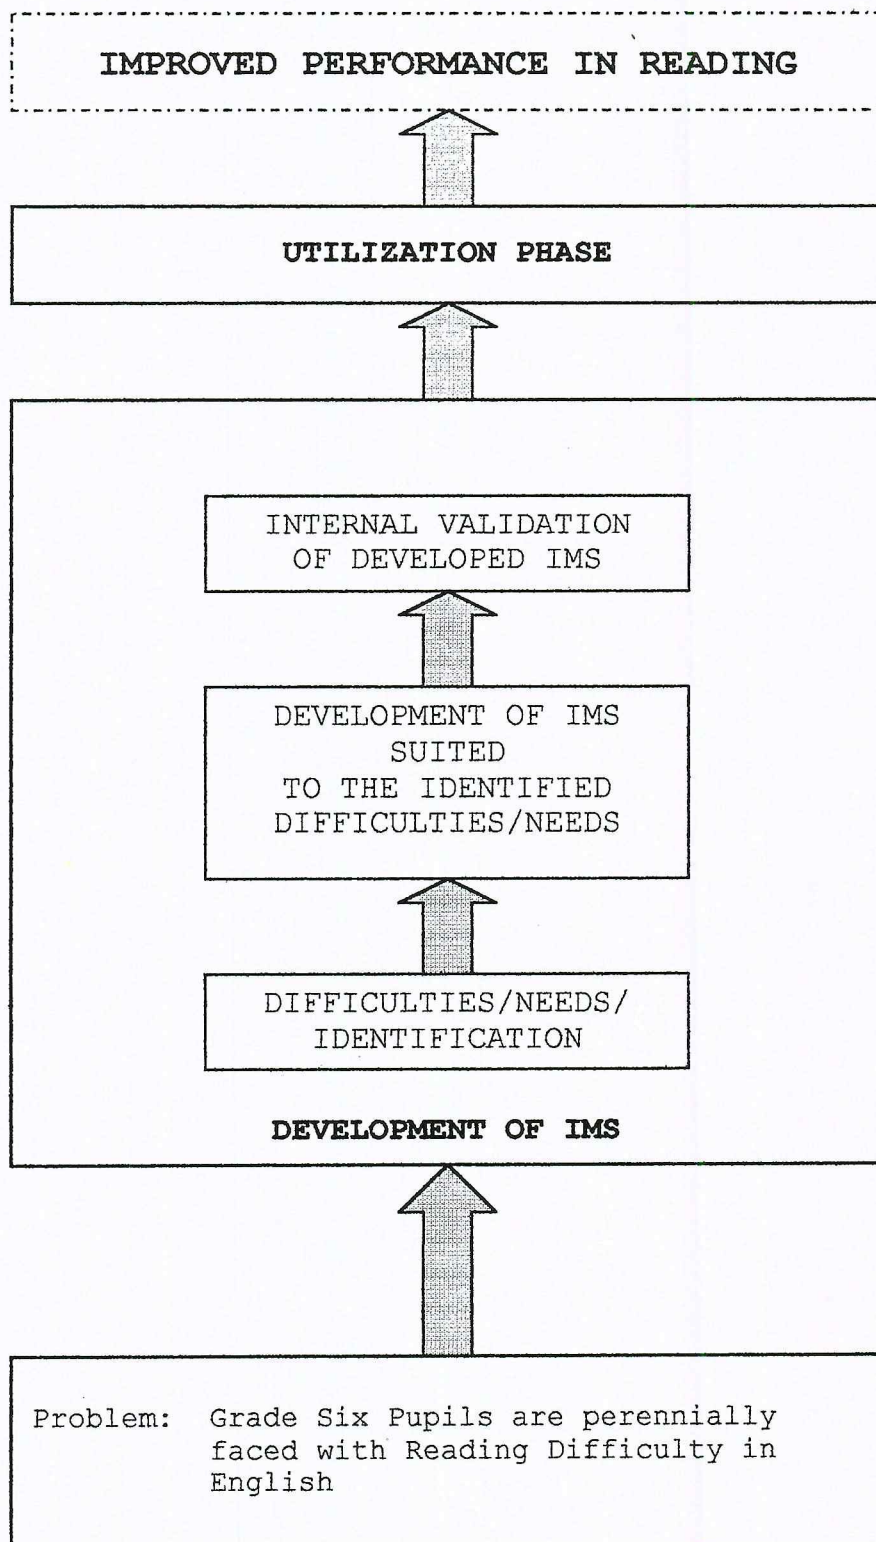 IMPROVED PERFORMANCE IN READING
UTILIZATION PHASE
INTERNAL VALIDATION
OF DEVELOPED IMS
DEVELOPMENT OF IMS
SUITED
TO THE IDENTIFIED
DIFFICULTIES/NEEDS
DIFFICULTIES/NEEDS/
IDENTIFICATION
DEVELOPMENT OF IMS
Problem: Grade Six Pupils are perennially
faced with Reading Difficulty in
English